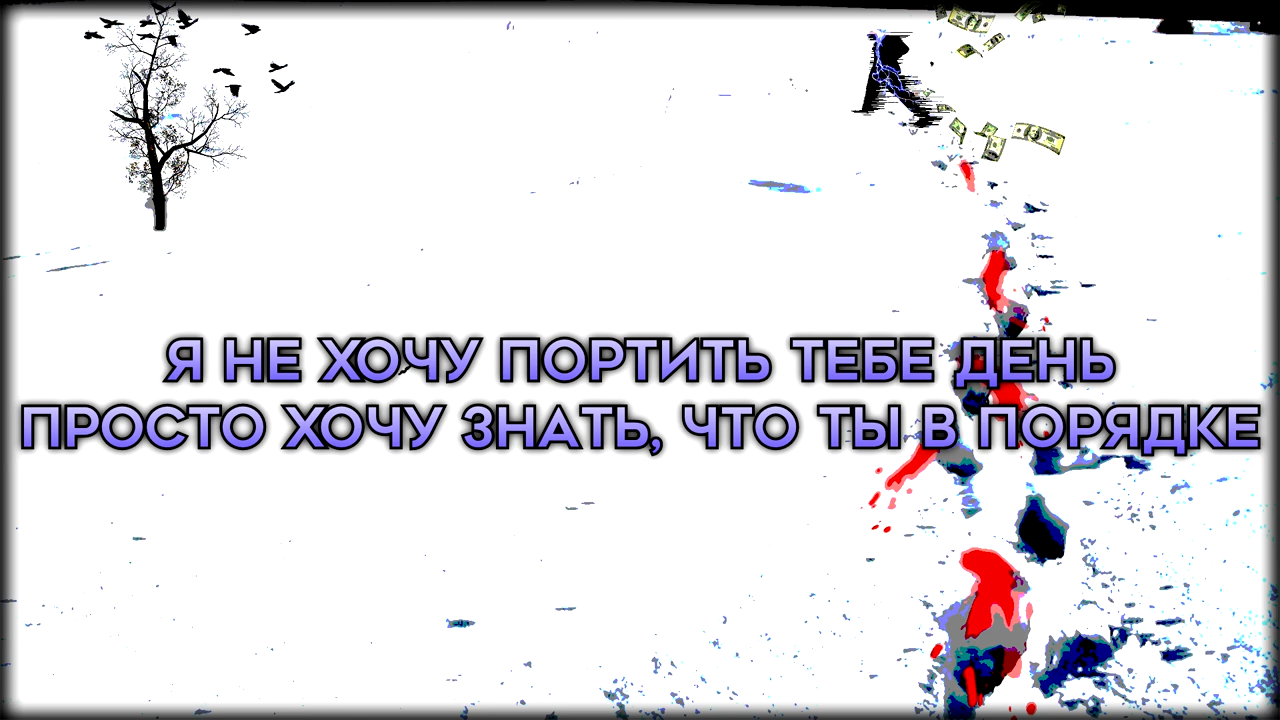 Я НЕ ХОЧУ ПОРТИТЬ ТЕБЕ ДЕНЬ
ПРОСТО ХОЧУ ЗНАТЬ, ЧТО ТЫ В ПОРЯДКЕ